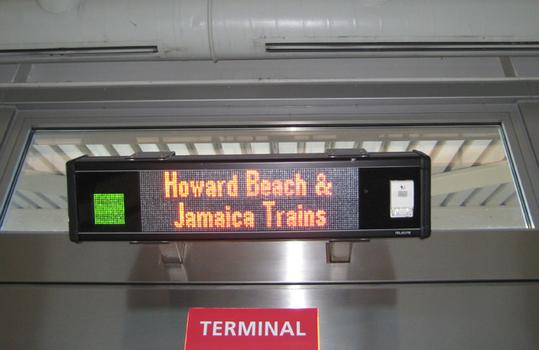 Howard Beach &
Jamaica Trains
TERMINAL